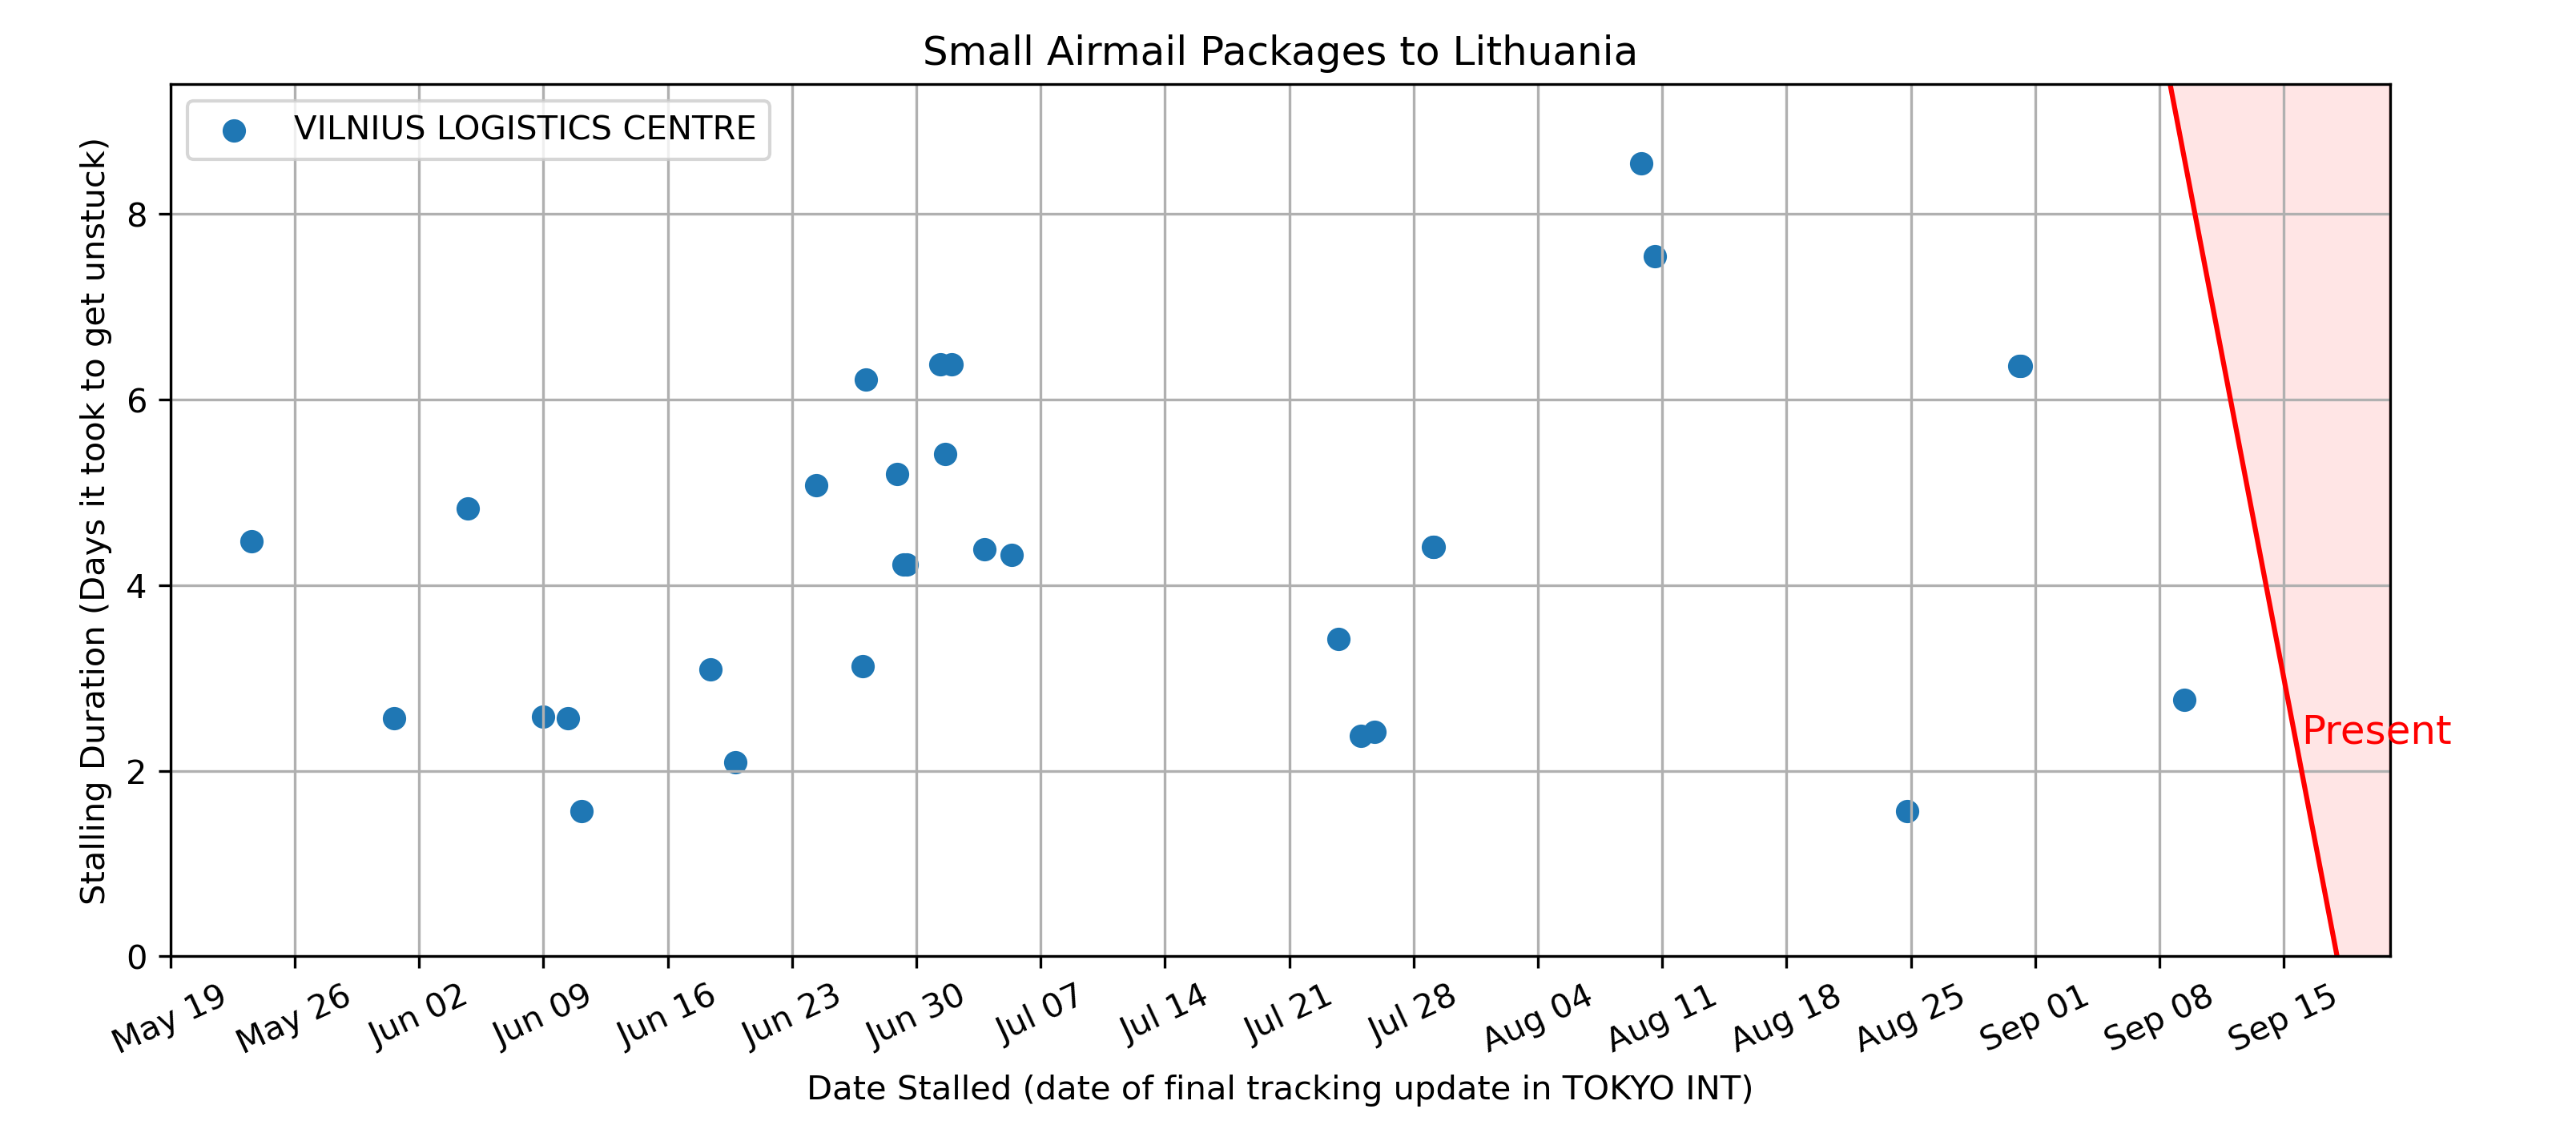 Small Airmail Packages to Lithuania
VILNIUS LOGISTICS CENTRE
Stalling Duration (Days it took to get unstuck)
8
6
4
2
0
Present
May 19
May 26
Jun 02
Jun 09
Jun 16
Jun 23
Jun 30
Jul 07
Jul 14
Jul 21
Jul 28
Aug 04
Aug 11
Aug 18
Aug 25
Sep 01
Sep 08
Sep 15
Date Stalled (date of final tracking update in TOKYO INT)